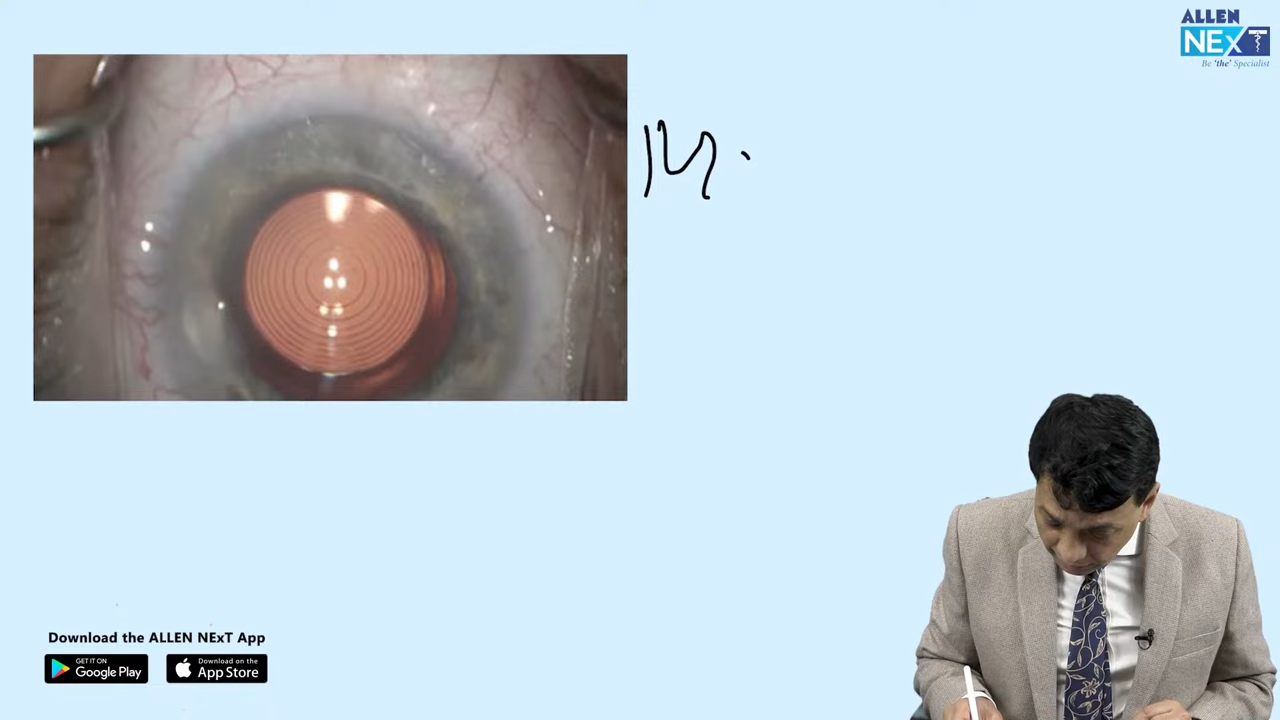 ALLEN
NExT
Be 'the' Specialist
Download the ALLEN NExT App
GET IT ON
Google Play
Download on the
App Store